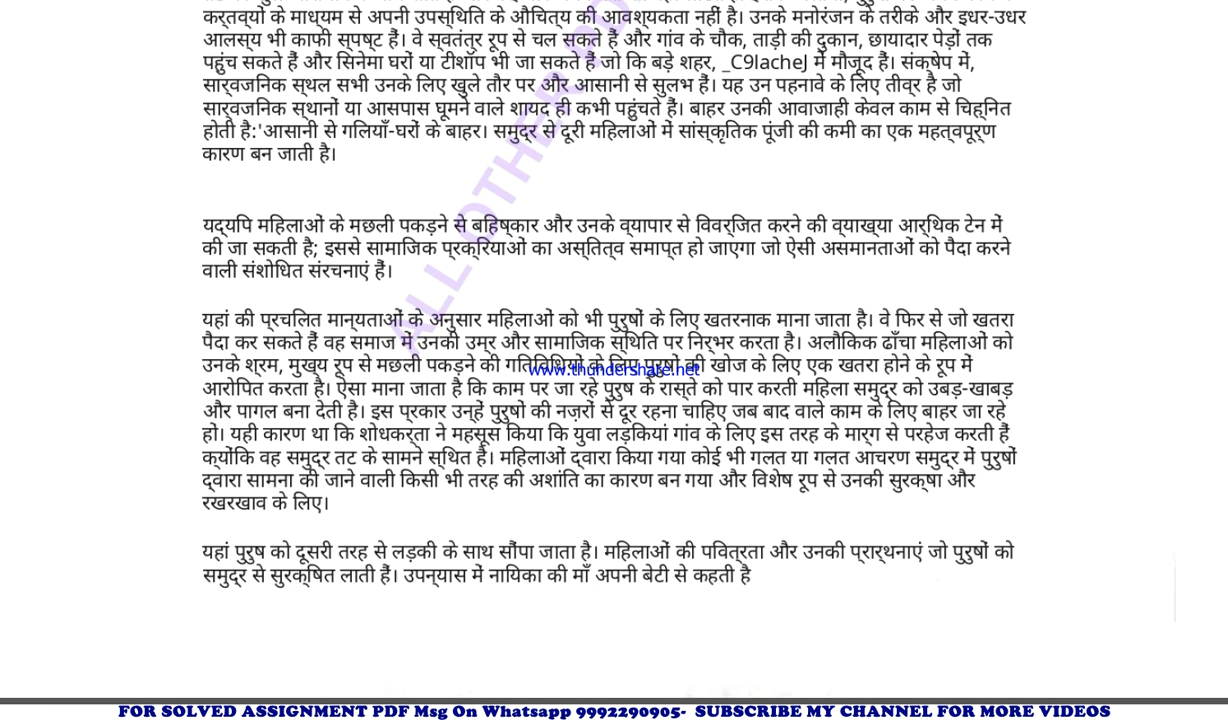 कर्तव्यों के माध्यम से अपनी उपस्थिति के औचित्य की आवश्यकता नहीं है। उनके मनोरंजन के तरीके और इधर-उधर
आलस्य भी काफी स्पष्ट हैं। वे स्वतंत्र रूप से चल सकते हैं और गांव के चौक, ताड़ी की दुकान, छायादार पेड़ों तक
पहुंच सकते हैं और सिनेमा घरों या टीशॉप भी जा सकते हैं जो कि बड़े शहर, _C9lacheJ में मौजूद हैं। संक्षेप में,
सार्वजनिक स्थल सभी उनके लिए खुले तौर पर और आसानी से सुलभ हैं। यह उन पहनावे के लिए तीव्र है जो
सार्वजनिक स्थानों या आसपास घूमने वाले शायद ही कभी पहुंचते हैं। बाहर उनकी आवाजाही केवल काम से चिह्नित
होती है:'आसानी से गलियाँ-घरों के बाहर। समुद्र से दूरी महिलाओं में सांस्कृतिक पूंजी की कमी का एक महत्वपूर्ण
कारण बन जाती है।
यद्यपि महिलाओं के मछली पकड़ने से बहिष्कार और उनके व्यापार से विवर्जित करने की व्याख्या आर्थिक टेन में
की जा सकती है; इससे सामाजिक प्रक्रियाओं का अस्तित्व समाप्त हो जाएगा जो ऐसी असमानताओं को पैदा करने
वाली संशोधित संरचनाएं हैं।
यहां की प्रचलित मान्यताओं के अनुसार महिलाओं को भी पुरुषों के लिए खतरनाक माना जाता है। वे फिर से जो खतरा
पैदा कर सकते हैं वह समाज में उनकी उम्र और सामाजिक स्थिति पर निर्भर करता है। अलौकिक ढाँचा महिलाओं को
उनके श्रम, मुख्य रूप से मछली पकड़ने की गतिविधियों के लिए पुरुषों की खोज के लिए एक खतरा होने के रूप में
www.thundershare.net
आरोपित करता है। ऐसा माना जाता है कि काम पर जा रहे पुरुष के रास्ते को पार करती महिला समुद्र को उबड़-खाबड़
और पागल बना देती है। इस प्रकार उन्हें पुरुषों की नज़रों से दूर रहना चाहिए जब बाद वाले काम के लिए बाहर जा रहे
हों। यही कारण था कि शोधकर्ता ने महसूस किया कि युवा लड़कियां गांव के लिए इस तरह के मार्ग से परहेज करती हैं
क्योंकि वह समुद्र तट के सामने स्थित है। महिलाओं द्वारा किया गया कोई भी गलत या गलत आचरण समुद्र में पुरुषों
द्वारा सामना की जाने वाली किसी भी तरह की अशांति का कारण बन गया और विशेष रूप से उनकी सुरक्षा और
रखरखाव के लिए।
यहां पुरुष को दूसरी तरह से लड़की के साथ सौंपा जाता है। महिलाओं की पवित्रता और उनकी प्रार्थनाएं जो पुरुषों को
समुद्र से सुरक्षित लाती हैं। उपन्यास में नायिका की माँ अपनी बेटी से कहती है
ALL OTHER PD
FOR SOLVED ASSIGNMENT PDF Msg On Whatsapp 9992290905- SUBSCRIBE MY CHANNEL FOR MORE VIDEOS